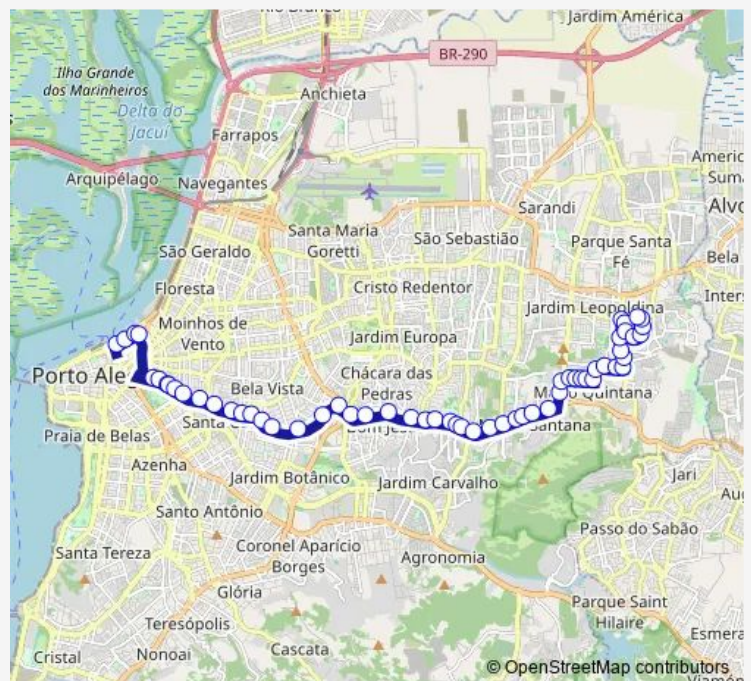 Jardim América
BR-290
Ilha Grande
dos Marinheiros
Anchieta
Delta do
Jacuí
Farrapos
Arquipélago
Navegantes
Sarandi
Santa Maria
Goretti
São Sebastião
Parque Santa
Fé
São Geraldo
Bela
Floresta
Cristo Redentor
Jardim Leopoldina
Moinhos de
Vento
Jardim Europa
Porto Ale
Bela Vista
Chácara das
Pedras
Quintana
Praia de Belas
Santana
Azenha
Jardim Botânico
Jardim Carvalho
Jari
Santo Antônio
Passo do Sabão
Santa Tereza
Coronel Aparício
Borges
Agronomia
Glória
Parque Saint
Hilaire
Teresópolis
Cristal
Nonoai
Cascata
© OpenStreetMap contributors